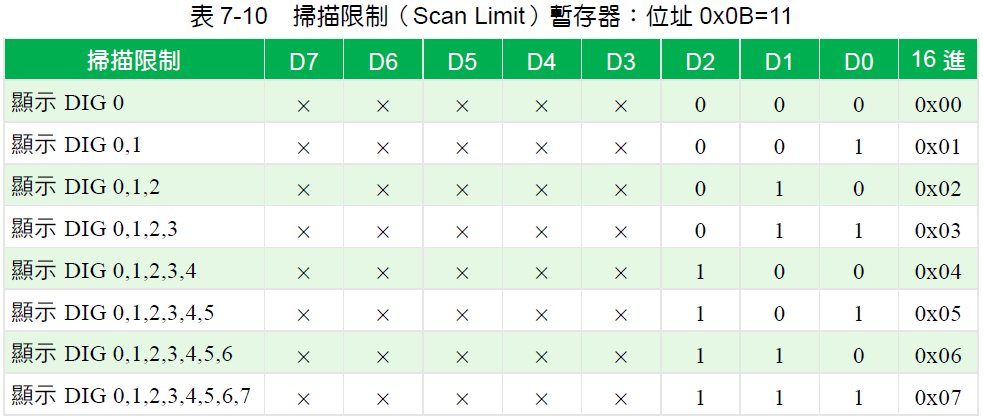 表 7-10 掃描限制（Scan Limit）暫存器：位址 0x0B=11
掃描限制 D7 D6 D5 D4 D3 D2 D1 D0 16 進
顯示 DIG 0 × × × × × 0 0 0 0x00
顯示 DIG 0,1 × × × × × 0 0 1 0x01
顯示 DIG 0,1,2 × × × × × 0 1 0 0x02
顯示 DIG 0,1,2,3 × × × × × 0 1 1 0x03
顯示 DIG 0,1,2,3,4 × × × × × 1 0 0 0x04
顯示 DIG 0,1,2,3,4,5 × × × × × 1 0 1 0x05
顯示 DIG 0,1,2,3,4,5,6 × × × × × 1 1 0 0x06
顯示 DIG 0,1,2,3,4,5,6,7 × × × × × 1 1 1 0x07